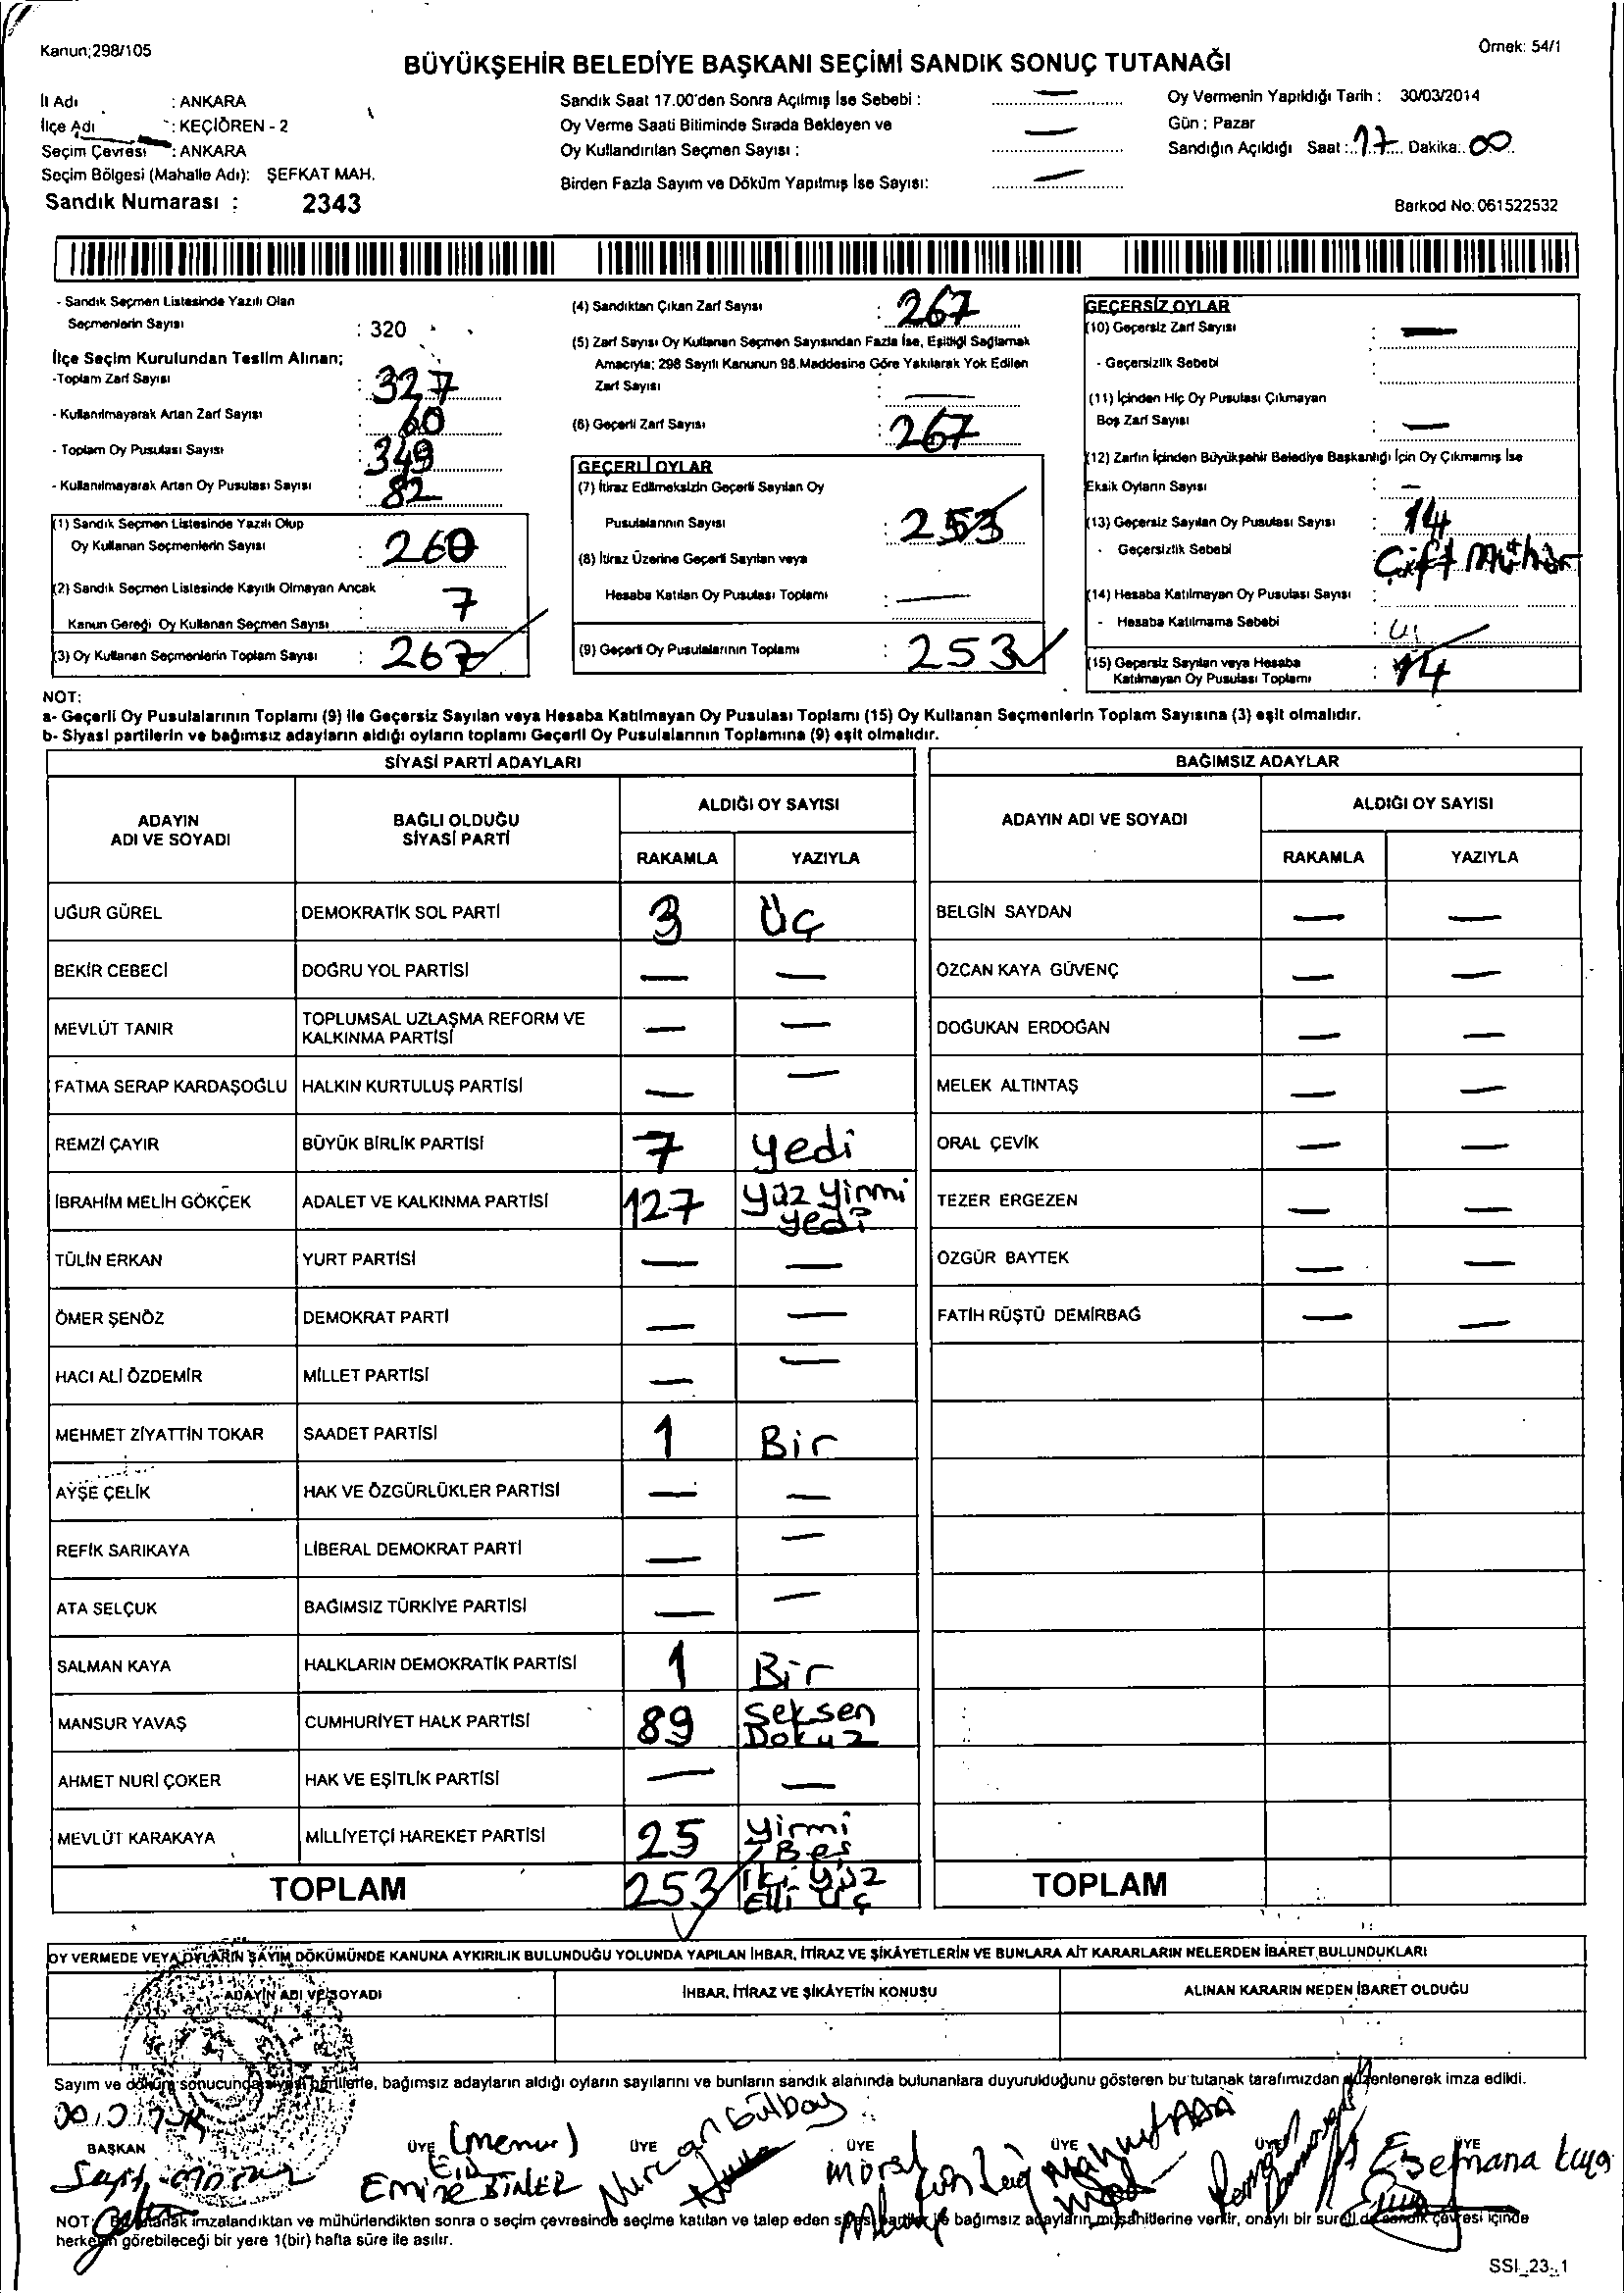 Kanun;298/105
Örnek: 54/1
BÜYÜKŞEHİR BELEDİYE BAŞKANI SEÇİMİ SANDIK SONUÇ TUTANAĞI
İl Adı : ANKARA
İlçe Adı : KEÇİÖREN - 2
Seçim Çevresi : ANKARA
Seçim Bölgesi (Mahalle Adı): ŞEFKAT MAH.
Sandık Numarası : 2343
Sandık Saat 17.00'den Sonra Açılmış İse Sebebi : —
Oy Verme Saati Bitiminde Sırada Bekleyen ve
Oy Kullandırılan Seçmen Sayısı : —
Birden Fazla Sayım ve Döküm Yapılmış İse Sayısı: —
Oy Vermenin Yapıldığı Tarih : 30/03/2014
Gün : Pazar
Sandığın Açıldığı Saat : 17 Dakika: 00
Barkod No: 061522532
- Sandık Seçmen Listesinde Yazılı Olan
Seçmenlerin Sayısı : 320
İlçe Seçim Kurulundan Teslim Alınan;
-Toplam Zarf Sayısı : 327
- Kullanılmayarak Artan Zarf Sayısı : 60
- Toplam Oy Pusulası Sayısı : 349
- Kullanılmayarak Artan Oy Pusulası Sayısı : 82
(1) Sandık Seçmen Listesinde Yazılı Olup
Oy Kullanan Seçmenlerin Sayısı : 260
(2) Sandık Seçmen Listesinde Kayıtlı Olmayan Ancak
Kanun Gereği Oy Kullanan Seçmen Sayısı : 7
(3) Oy Kullanan Seçmenlerin Toplam Sayısı : 267
(4) Sandıktan Çıkan Zarf Sayısı : 267
(5) Zarf Sayısı Oy Kullanan Seçmen Sayısından Fazla İse, Eşitliği Sağlamak
Amacıyla; 298 Sayılı Kanunun 98.Maddesine Göre Yakılarak Yok Edilen
Zarf Sayısı : —
(6) Geçerli Zarf Sayısı : 267
GEÇERLİ OYLAR
(7) İtiraz Edilmeksizin Geçerli Sayılan Oy
Pusulalarının Sayısı : 253
(8) İtiraz Üzerine Geçerli Sayılan veya
Hesaba Katılan Oy Pusulası Toplamı : —
(9) Geçerli Oy Pusulalarının Toplamı : 253
GEÇERSİZ OYLAR
(10) Geçersiz Zarf Sayısı : —
- Geçersizlik Sebebi :
(11) İçinden Hiç Oy Pusulası Çıkmayan
Boş Zarf Sayısı : —
(12) Zarfın İçinden Büyükşehir Belediye Başkanlığı İçin Oy Çıkmamış İse
Eksik Oyların Sayısı : —
(13) Geçersiz Sayılan Oy Pusulası Sayısı : 14
- Geçersizlik Sebebi : Çift Mühür
(14) Hesaba Katılmayan Oy Pusulası Sayısı :
- Hesaba Katılmama Sebebi :
(15) Geçersiz Sayılan veya Hesaba
Katılmayan Oy Pusulası Toplamı : 14
NOT:
a- Geçerli Oy Pusulalarının Toplamı (9) ile Geçersiz Sayılan veya Hesaba Katılmayan Oy Pusulası Toplamı (15) Oy Kullanan Seçmenlerin Toplam Sayısına (3) eşit olmalıdır.
b- Siyasi partilerin ve bağımsız adayların aldığı oyların toplamı Geçerli Oy Pusulalarının Toplamına (9) eşit olmalıdır.
SİYASİ PARTİ ADAYLARI
ADAYIN ADI VE SOYADI BAĞLI OLDUĞU SİYASİ PARTİ ALDIĞI OY SAYISI
RAKAMLA YAZIYLA
UĞUR GÜREL DEMOKRATİK SOL PARTİ 3 Üç
BEKİR CEBECİ DOĞRU YOL PARTİSİ — —
MEVLÜT TANIR TOPLUMSAL UZLAŞMA REFORM VE KALKINMA PARTİSİ — —
FATMA SERAP KARDAŞOĞLU HALKIN KURTULUŞ PARTİSİ — —
REMZİ ÇAYIR BÜYÜK BİRLİK PARTİSİ 7 yedi
İBRAHİM MELİH GÖKÇEK ADALET VE KALKINMA PARTİSİ 127 yüz yirmi yedi
TÜLİN ERKAN YURT PARTİSİ — —
ÖMER ŞENÖZ DEMOKRAT PARTİ — —
HACI ALİ ÖZDEMİR MİLLET PARTİSİ — —
MEHMET ZİYATTİN TOKAR SAADET PARTİSİ 1 Bir
AYŞE ÇELİK HAK VE ÖZGÜRLÜKLER PARTİSİ — —
REFİK SARIKAYA LİBERAL DEMOKRAT PARTİ — —
ATA SELÇUK BAĞIMSIZ TÜRKİYE PARTİSİ — —
SALMAN KAYA HALKLARIN DEMOKRATİK PARTİSİ 1 Bir
MANSUR YAVAŞ CUMHURİYET HALK PARTİSİ 89 Seksen Dokuz
AHMET NURİ ÇOKER HAK VE EŞİTLİK PARTİSİ — —
MEVLÜT KARAKAYA MİLLİYETÇİ HAREKET PARTİSİ 25 yirmi Beş
TOPLAM 253 İki yüz Elli Üç
BAĞIMSIZ ADAYLAR
ADAYIN ADI VE SOYADI ALDIĞI OY SAYISI
RAKAMLA YAZIYLA
BELGİN SAYDAN — —
ÖZCAN KAYA GÜVENÇ — —
DOĞUKAN ERDOĞAN — —
MELEK ALTINTAŞ — —
ORAL ÇEVİK — —
TEZER ERGEZEN — —
ÖZGÜR BAYTEK — —
FATİH RÜŞTÜ DEMİRBAĞ — —
TOPLAM
OY VERMEDE VEYA OYLARIN SAYIM DÖKÜMÜNDE KANUNA AYKIRILIK BULUNDUĞU YOLUNDA YAPILAN İHBAR, İTİRAZ VE ŞİKÂYETLERİN VE BUNLARA AİT KARARLARIN NELERDEN İBARET BULUNDUKLARI
ADAYIN ADI VE SOYADI İHBAR, İTİRAZ VE ŞİKÂYETİN KONUSU ALINAN KARARIN NEDEN İBARET OLDUĞU
Sayım ve döküm sonucunda siyasi partilerle, bağımsız adayların aldığı oyların sayılarını ve bunların sandık alanında bulunanlara duyurulduğunu gösteren bu tutanak tarafımızdan düzenlenerek imza edildi.
BAŞKAN ÜYE (memur) ÜYE ÜYE ÜYE ÜYE ÜYE
Emine Nurcan Gülbay Mahmut
NOT: Bu tutanak imzalandıktan ve mühürlendikten sonra o seçim çevresinde seçime katılan ve talep eden siyasi partiler ile bağımsız adayların müşahitlerine verilir, onaylı bir sureti de sandık çevresi içinde
herkesin görebileceği bir yere 1(bir) hafta süre ile asılır.
SSI_23_1